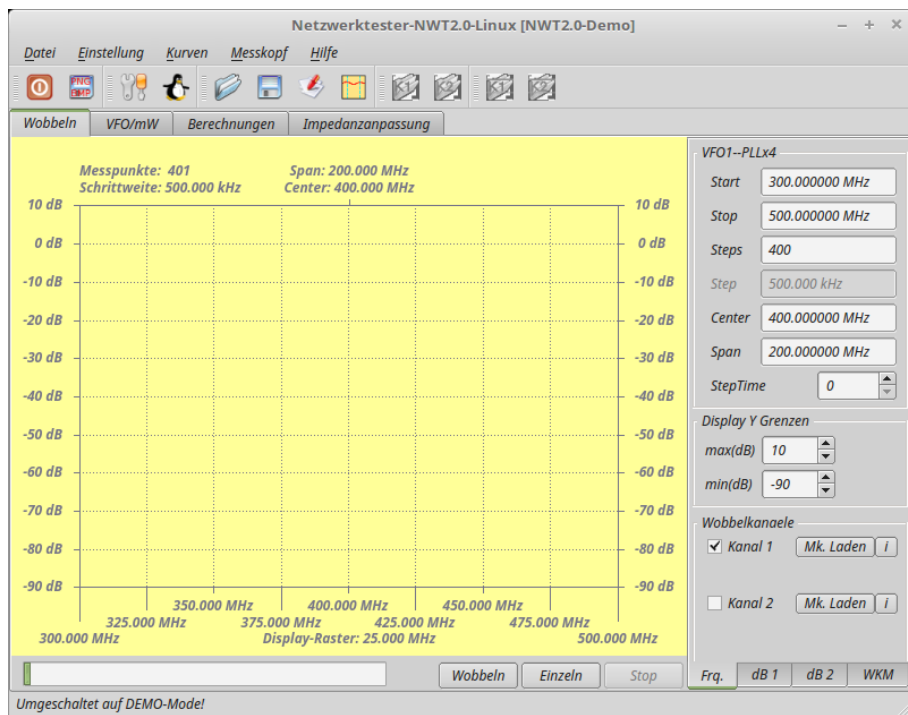 Netzwerktester-NWT2.0-Linux [NWT2.0-Demo]
Datei Einstellung Kurven Messkopf Hilfe
PNG
BMP
K1 K2 K1 K2
Wobbeln VFO/mW Berechnungen Impedanzanpassung
Messpunkte: 401 Span: 200.000 MHz
Schrittweite: 500.000 kHz Center: 400.000 MHz
10 dB 10 dB
0 dB 0 dB
-10 dB -10 dB
-20 dB -20 dB
-30 dB -30 dB
-40 dB -40 dB
-50 dB -50 dB
-60 dB -60 dB
-70 dB -70 dB
-80 dB -80 dB
-90 dB -90 dB
350.000 MHz 400.000 MHz 450.000 MHz
325.000 MHz 375.000 MHz 425.000 MHz 475.000 MHz
300.000 MHz Display-Raster: 25.000 MHz 500.000 MHz
VFO1--PLLx4
Start 300.000000 MHz
Stop 500.000000 MHz
Steps 400
Step 500.000 kHz
Center 400.000000 MHz
Span 200.000000 MHz
StepTime 0
Display Y Grenzen
max(dB) 10
min(dB) -90
Wobbelkanaele
Kanal 1 Mk. Laden i
Kanal 2 Mk. Laden i
Wobbeln Einzeln Stop
Frq. dB 1 dB 2 WKM
Umgeschaltet auf DEMO-Mode!